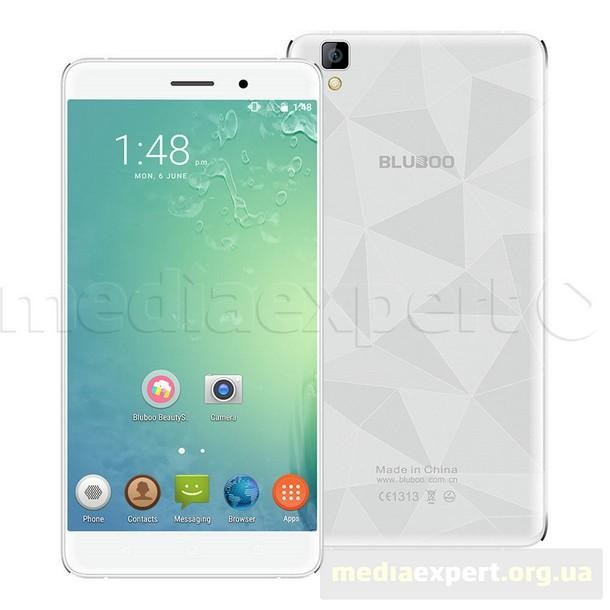 1:48
1:48 p.m
MON, 6 JUNE
BLUBOO
mediaexpert
Bluboo BeautyS..
Camera
Made in China
www.bluboo.com.cn
CE1313
Phone
Contacts
Messaging
Browser
Apps
mediaexpert.org.ua